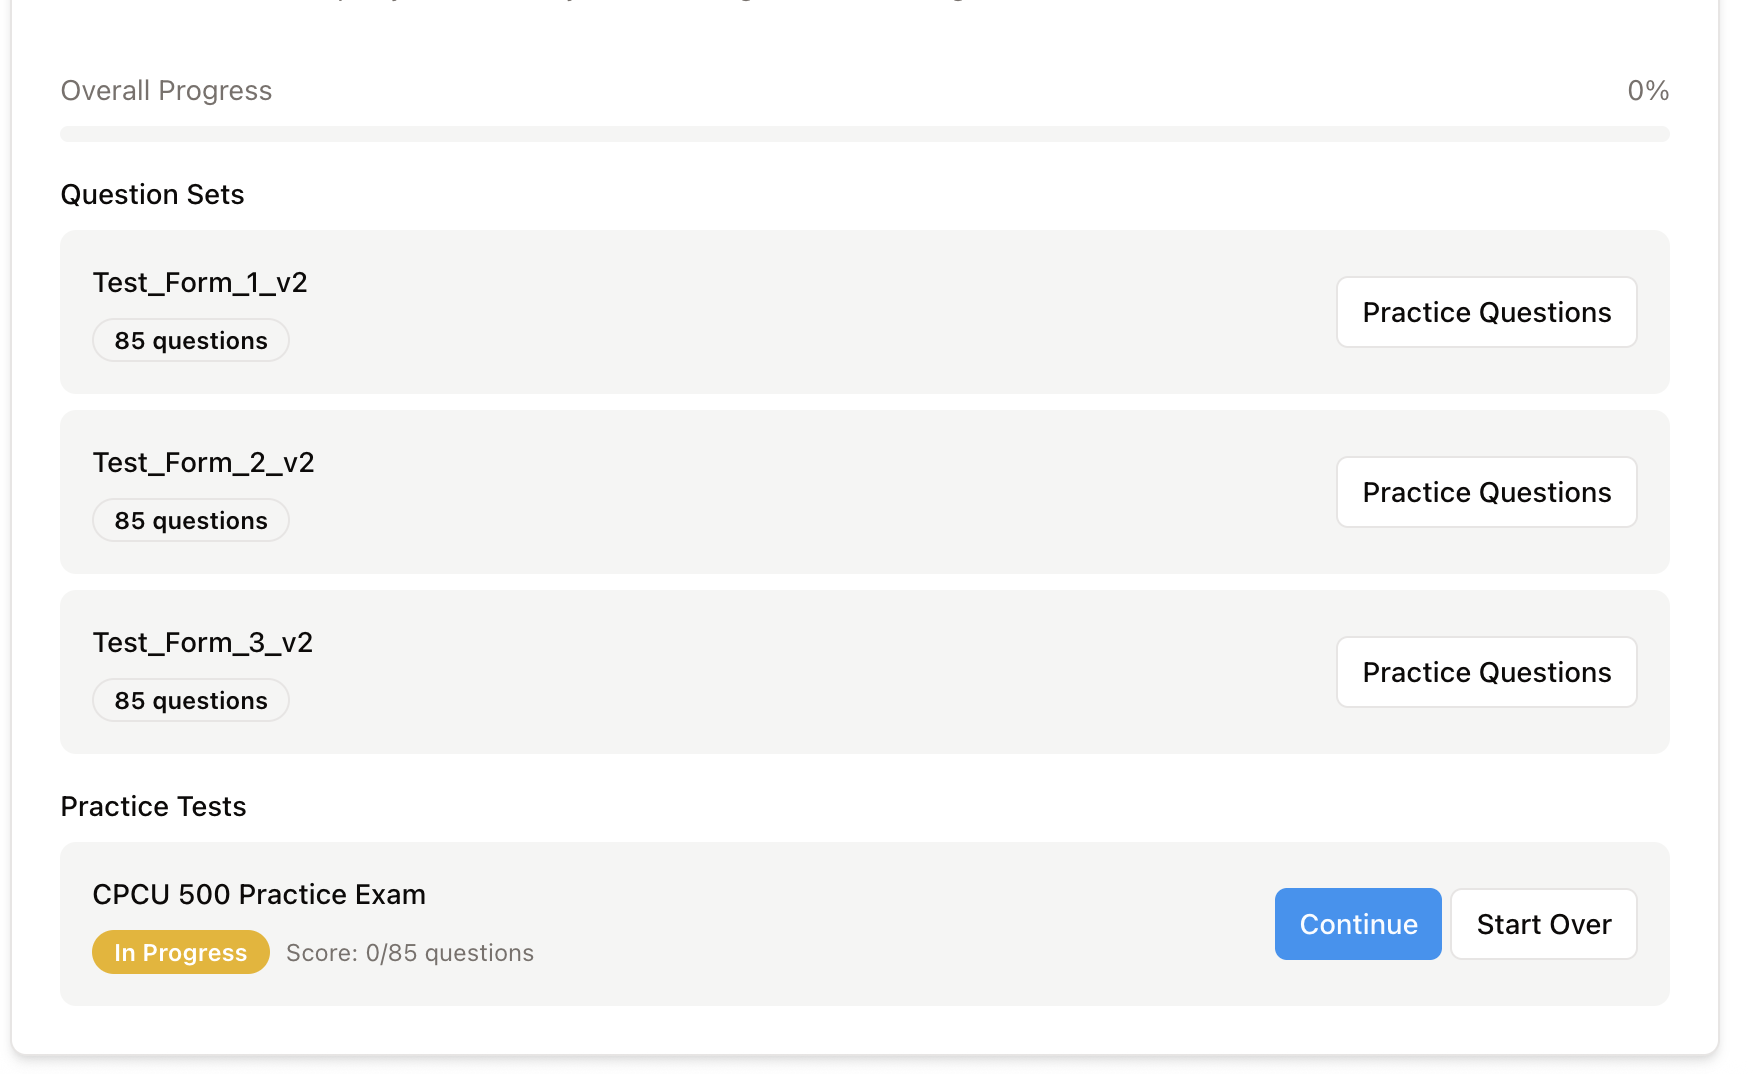 Overall Progress 0%
Question Sets
Test_Form_1_v2
85 questions
Practice Questions
Test_Form_2_v2
85 questions
Practice Questions
Test_Form_3_v2
85 questions
Practice Questions
Practice Tests
CPCU 500 Practice Exam
In Progress Score: 0/85 questions
Continue Start Over